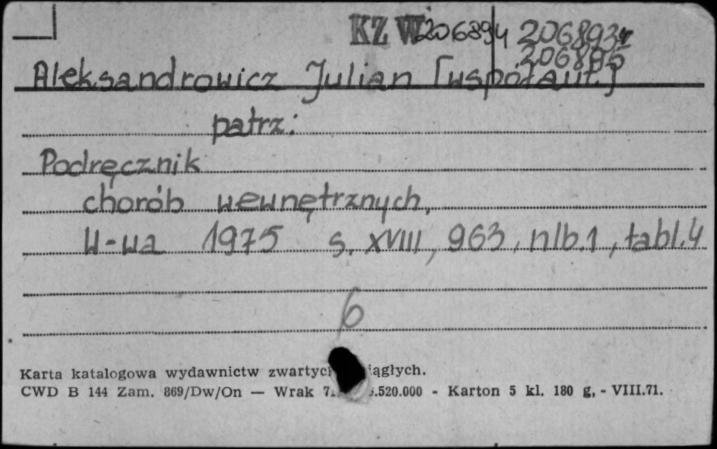 KZ W 206894 206893
206895
Aleksandrowicz Julian [współaut.]
patrz:
Podręcznik
chorób wewnętrznych,
W-wa 1975 s. XVIII, 963, nlb.1, tabl.4
6
Karta katalogowa wydawnictw ciągłych.
CWD B 144 Zam. 869/Dw/On — Wrak .520.000 - Karton 5 kl. 180 g, - VIII.71.